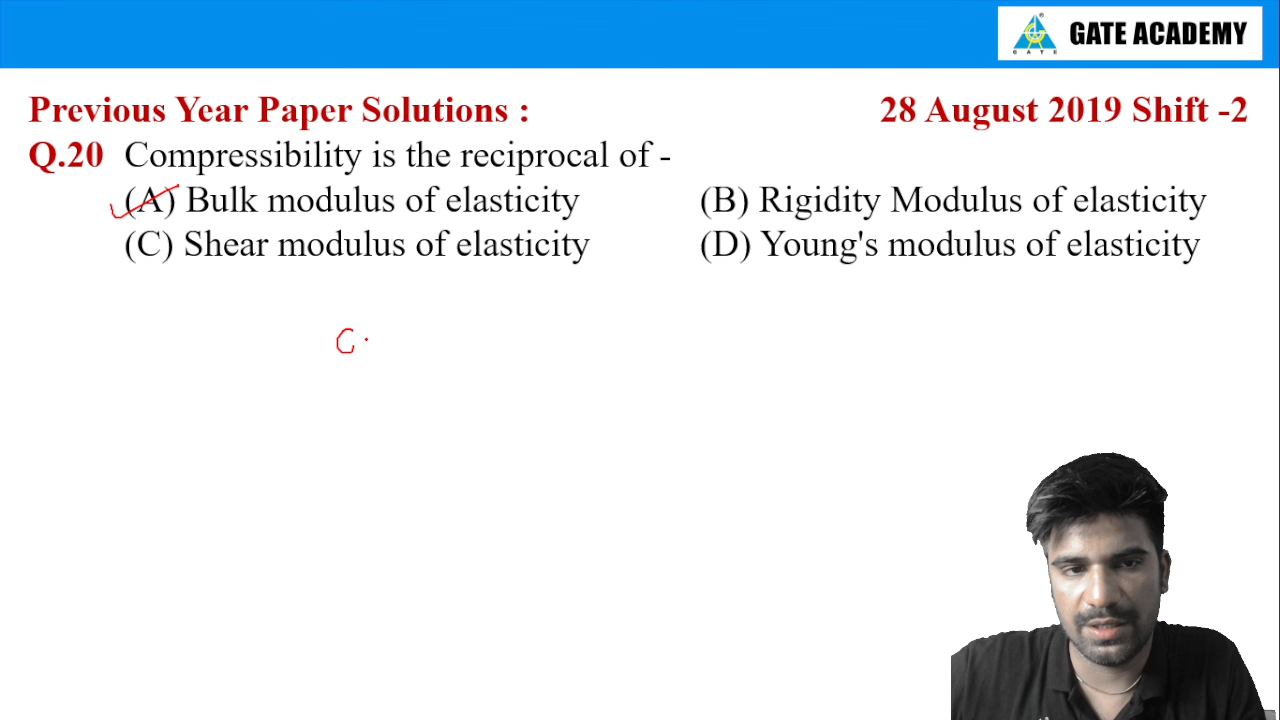 GATE
GATE ACADEMY
Previous Year Paper Solutions : 28 August 2019 Shift -2
Q.20 Compressibility is the reciprocal of -
(A) Bulk modulus of elasticity (B) Rigidity Modulus of elasticity
(C) Shear modulus of elasticity (D) Young's modulus of elasticity
C